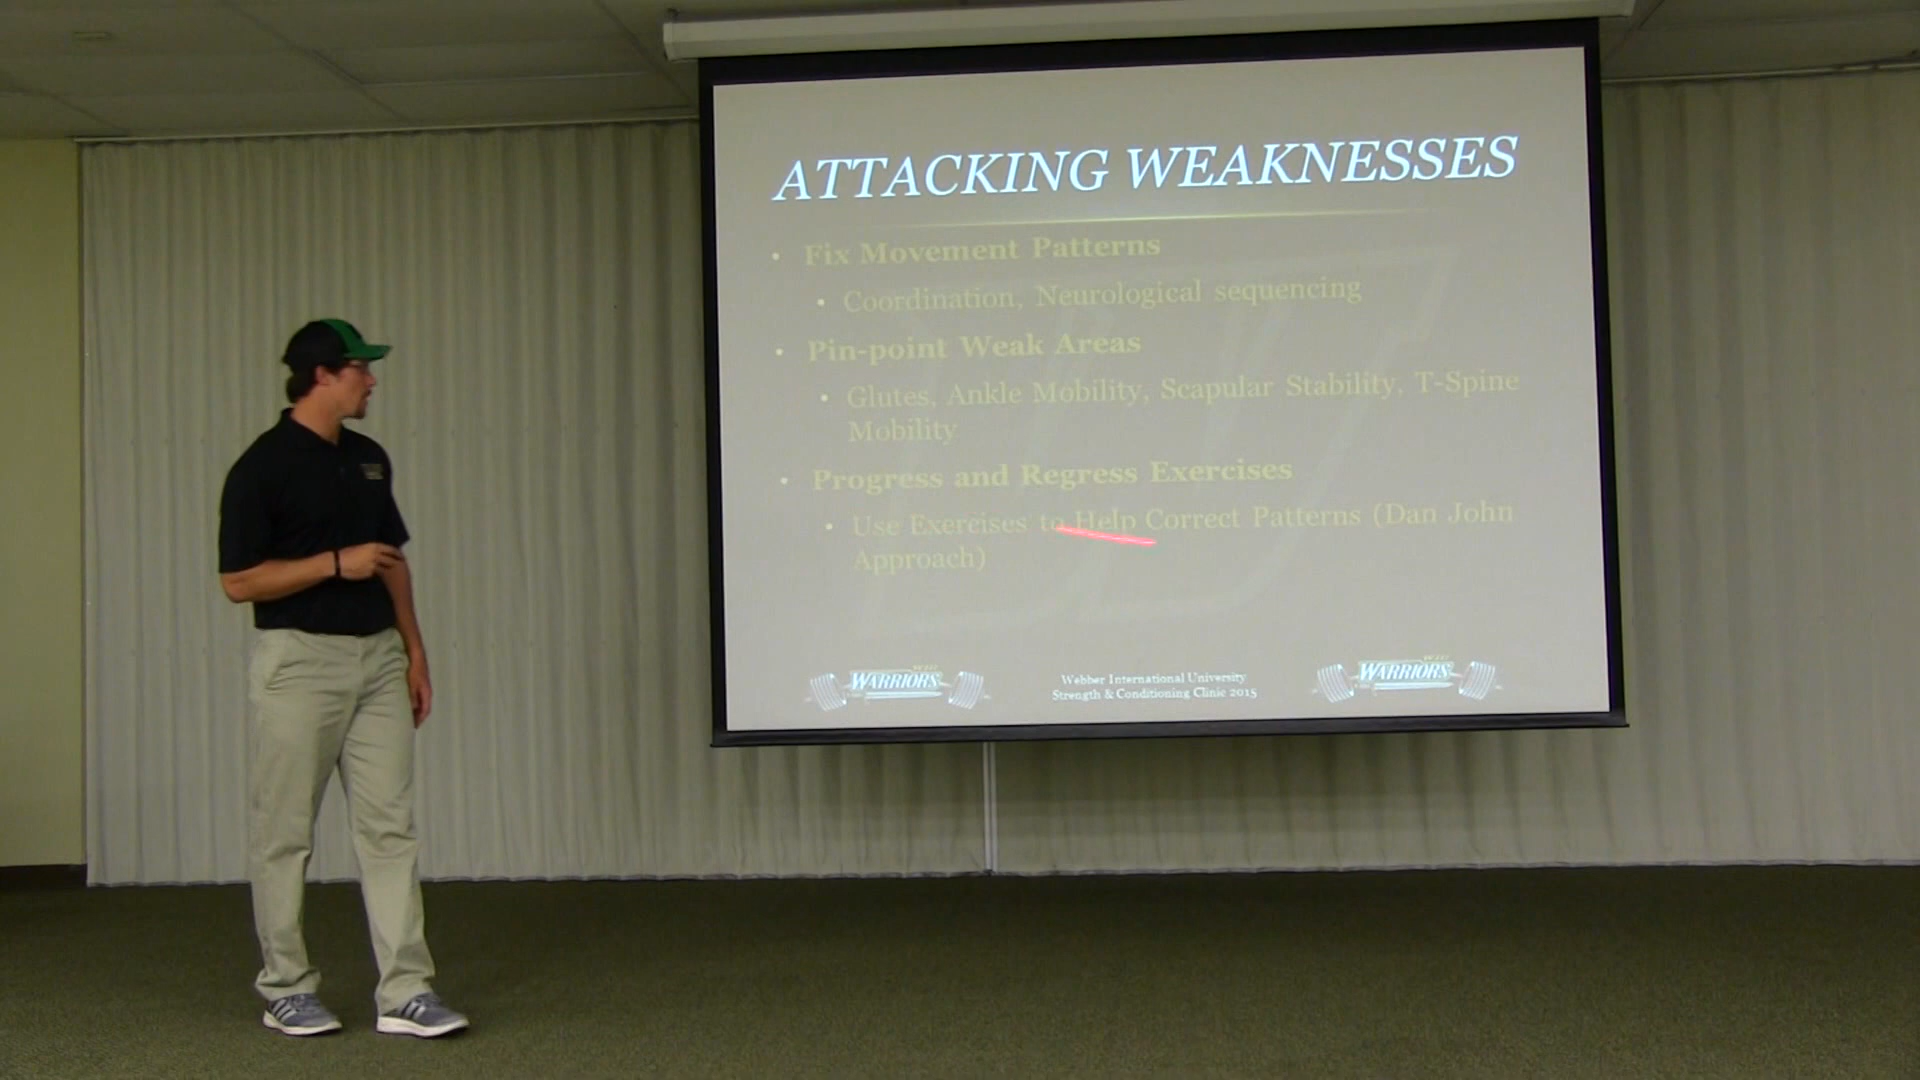 ATTACKING WEAKNESSES
• Fix Movement Patterns
• Coordination, Neurological sequencing
• Pin-point Weak Areas
• Glutes, Ankle Mobility, Scapular Stability, T-Spine
Mobility
• Progress and Regress Exercises
• Use Exercises to Help Correct Patterns (Dan John
Approach)
WARRIORS
Webber International University
Strength & Conditioning Clinic 2015
WARRIORS